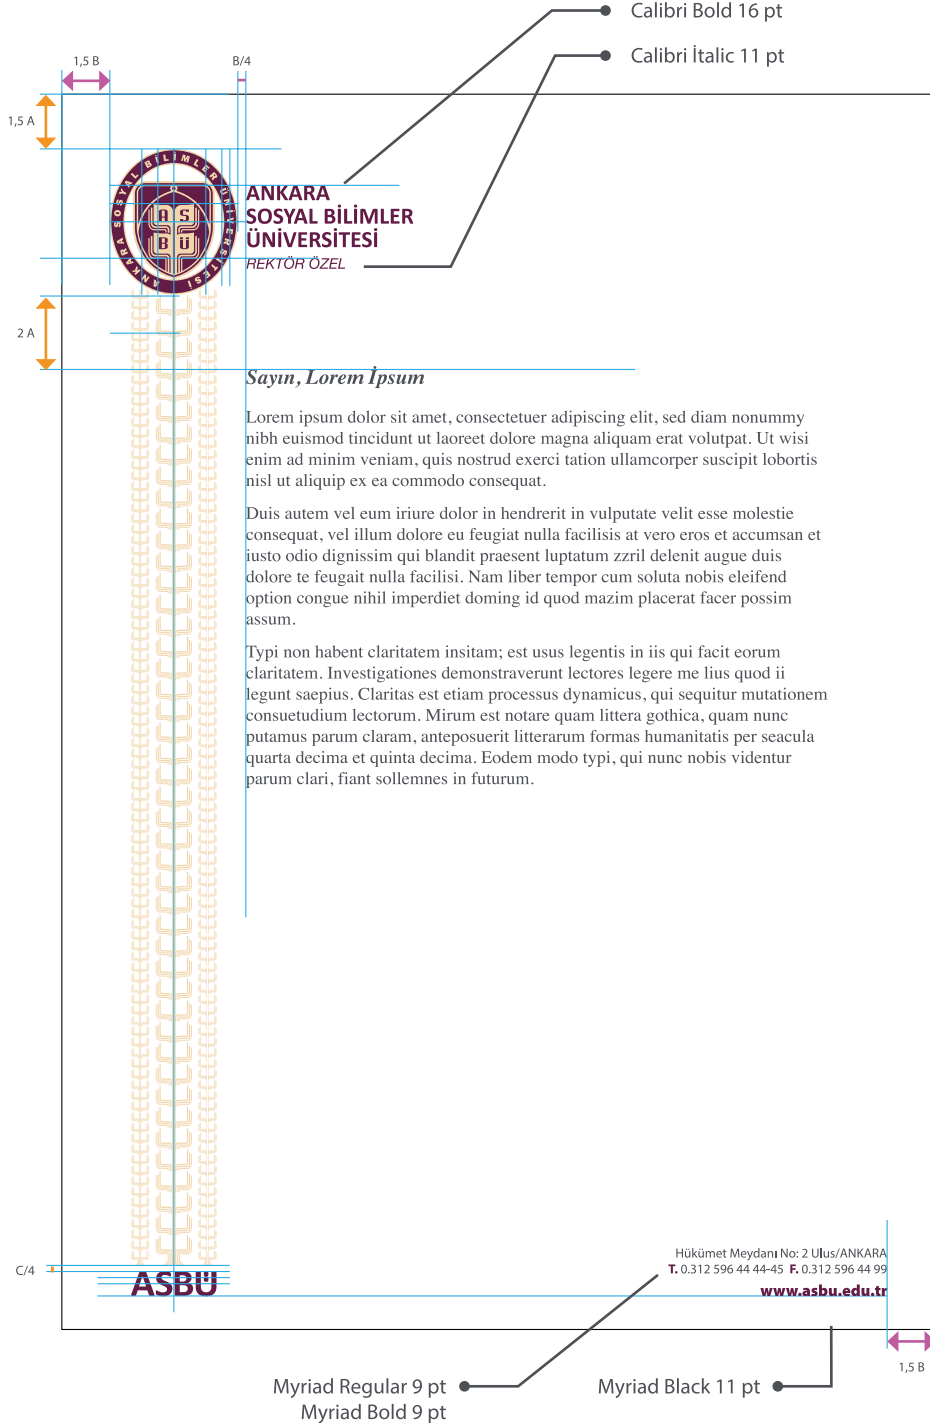 Calibri Bold 16 pt
Calibri İtalic 11 pt
1,5 B
B/4
1,5 A
ANKARA SOSYAL BİLİMLER ÜNİVERSİTESİ
A S
B Ü
ANKARA
SOSYAL BİLİMLER
ÜNİVERSİTESİ
REKTÖR ÖZEL
2 A
Sayın, Lorem İpsum
Lorem ipsum dolor sit amet, consectetuer adipiscing elit, sed diam nonummy
nibh euismod tincidunt ut laoreet dolore magna aliquam erat volutpat. Ut wisi
enim ad minim veniam, quis nostrud exerci tation ullamcorper suscipit lobortis
nisl ut aliquip ex ea commodo consequat.
Duis autem vel eum iriure dolor in hendrerit in vulputate velit esse molestie
consequat, vel illum dolore eu feugiat nulla facilisis at vero eros et accumsan et
iusto odio dignissim qui blandit praesent luptatum zzril delenit augue duis
dolore te feugait nulla facilisi. Nam liber tempor cum soluta nobis eleifend
option congue nihil imperdiet doming id quod mazim placerat facer possim
assum.
Typi non habent claritatem insitam; est usus legentis in iis qui facit eorum
claritatem. Investigationes demonstraverunt lectores legere me lius quod ii
legunt saepius. Claritas est etiam processus dynamicus, qui sequitur mutationem
consuetudium lectorum. Mirum est notare quam littera gothica, quam nunc
putamus parum claram, anteposuerit litterarum formas humanitatis per seacula
quarta decima et quinta decima. Eodem modo typi, qui nunc nobis videntur
parum clari, fiant sollemnes in futurum.
Hükümet Meydanı No: 2 Ulus/ANKARA
C/4
T. 0.312 596 44 44-45 F. 0.312 596 44 99
ASBÜ
www.asbu.edu.tr
1,5 B
Myriad Regular 9 pt
Myriad Black 11 pt
Myriad Bold 9 pt